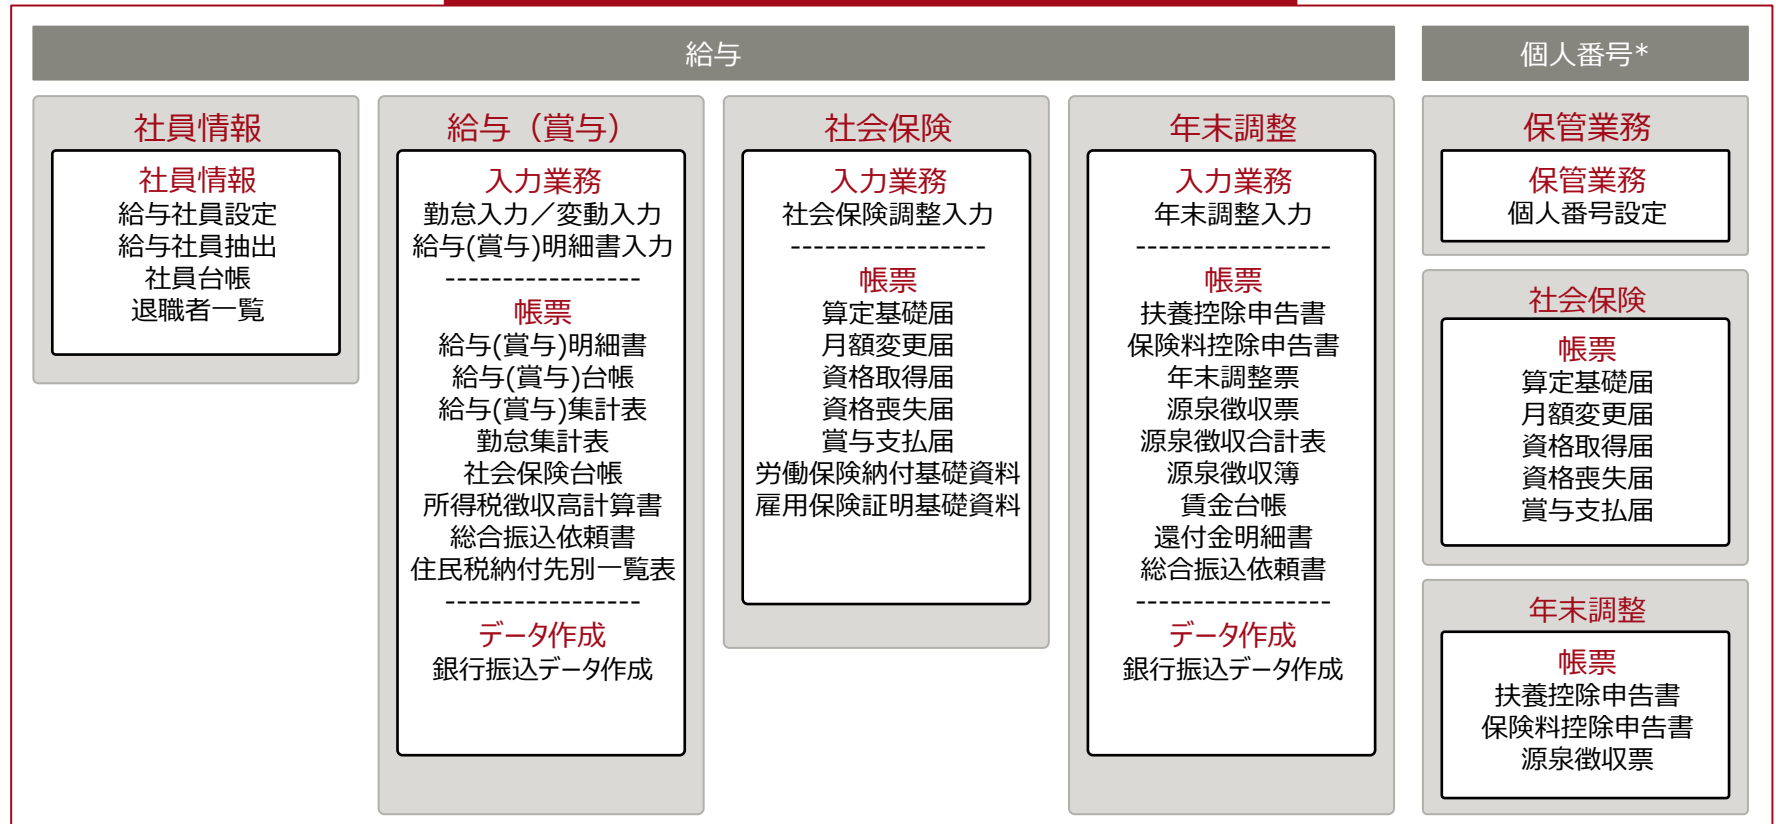 給与
個人番号*
社員情報
社員情報
給与社員設定
給与社員抽出
社員台帳
退職者一覧
給与（賞与）
入力業務
勤怠入力／変動入力
給与(賞与)明細書入力
-----------------
帳票
給与(賞与)明細書
給与(賞与)台帳
給与(賞与)集計表
勤怠集計表
社会保険台帳
所得税徴収高計算書
総合振込依頼書
住民税納付先別一覧表
-----------------
データ作成
銀行振込データ作成
社会保険
入力業務
社会保険調整入力
-----------------
帳票
算定基礎届
月額変更届
資格取得届
資格喪失届
賞与支払届
労働保険納付基礎資料
雇用保険証明基礎資料
年末調整
入力業務
年末調整入力
-----------------
帳票
扶養控除申告書
保険料控除申告書
年末調整票
源泉徴収票
源泉徴収合計表
源泉徴収簿
賃金台帳
還付金明細書
総合振込依頼書
-----------------
データ作成
銀行振込データ作成
保管業務
保管業務
個人番号設定
社会保険
帳票
算定基礎届
月額変更届
資格取得届
資格喪失届
賞与支払届
年末調整
帳票
扶養控除申告書
保険料控除申告書
源泉徴収票